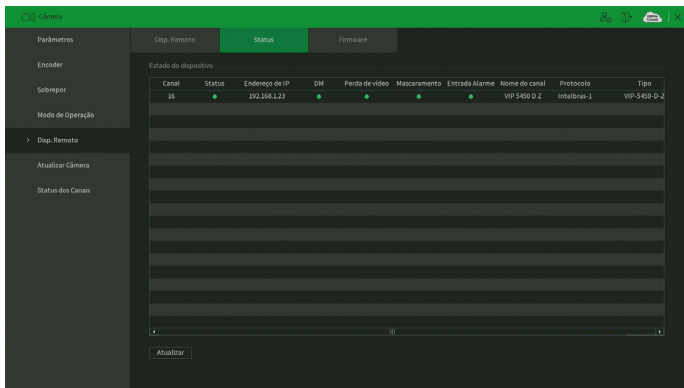 Câmera
Intelbras Cloud
Parâmetros
Encoder
Sobrepor
Modo de Operação
Disp. Remoto
Atualizar Câmera
Status dos Canais
Disp. Remoto Status Firmware
Estado do dispositivo
Canal Status Endereço de IP DM Perda de vídeo Mascaramento Entrada Alarme Nome do canal Protocolo Tipo
16 192.168.1.23 VIP 5450 D Z Intelbras-1 VIP-5450-D-Z
Atualizar